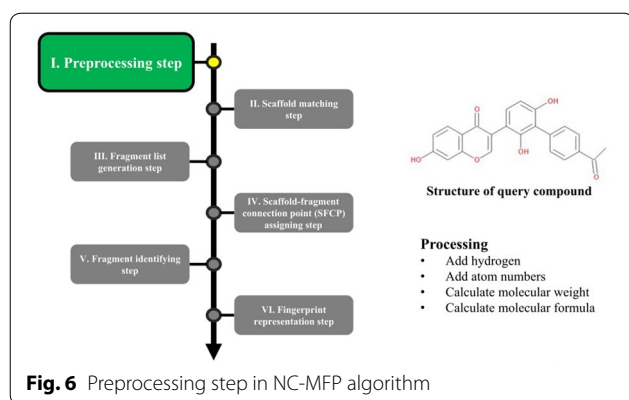 I. Preprocessing step
II. Scaffold matching
step
III. Fragment list
generation step
IV. Scaffold-fragment
connection point (SFCP)
assigning step
V. Fragment identifying
step
VI. Fingerprint
representation step
O
OH
HO
O
OH
O
Structure of query compound
Processing
• Add hydrogen
• Add atom numbers
• Calculate molecular weight
• Calculate molecular formula
Fig. 6 Preprocessing step in NC-MFP algorithm